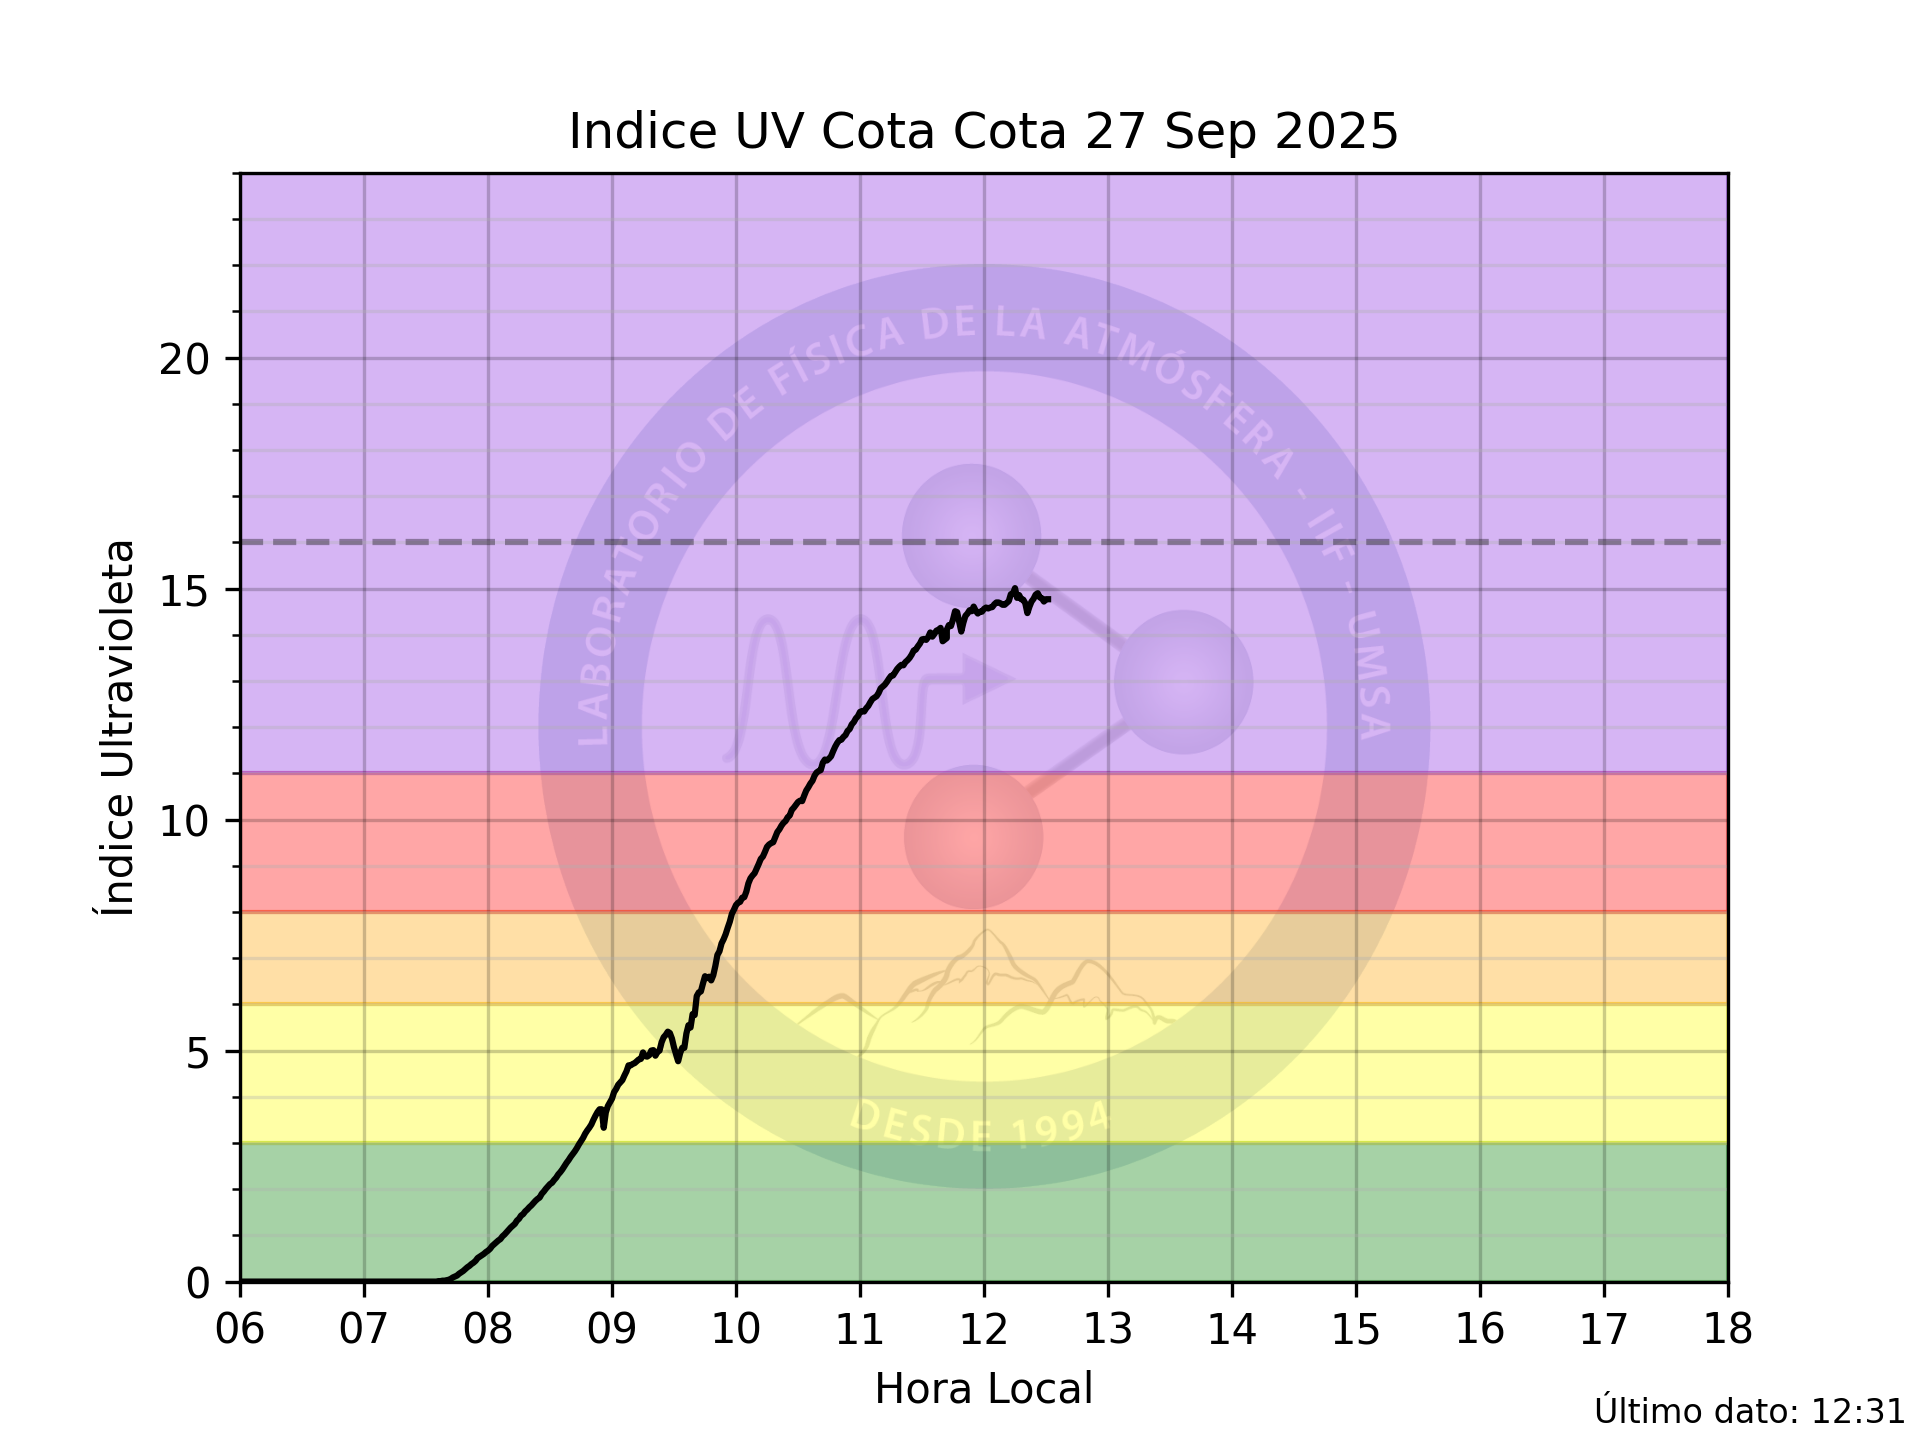 Indice UV Cota Cota 27 Sep 2025
LABORATORIO DE FÍSICA DE LA ATMÓSFERA - IIF - UMSA
DESDE 1994
Índice Ultravioleta
20
15
10
5
0
06 07 08 09 10 11 12 13 14 15 16 17 18
Hora Local
Último dato: 12:31